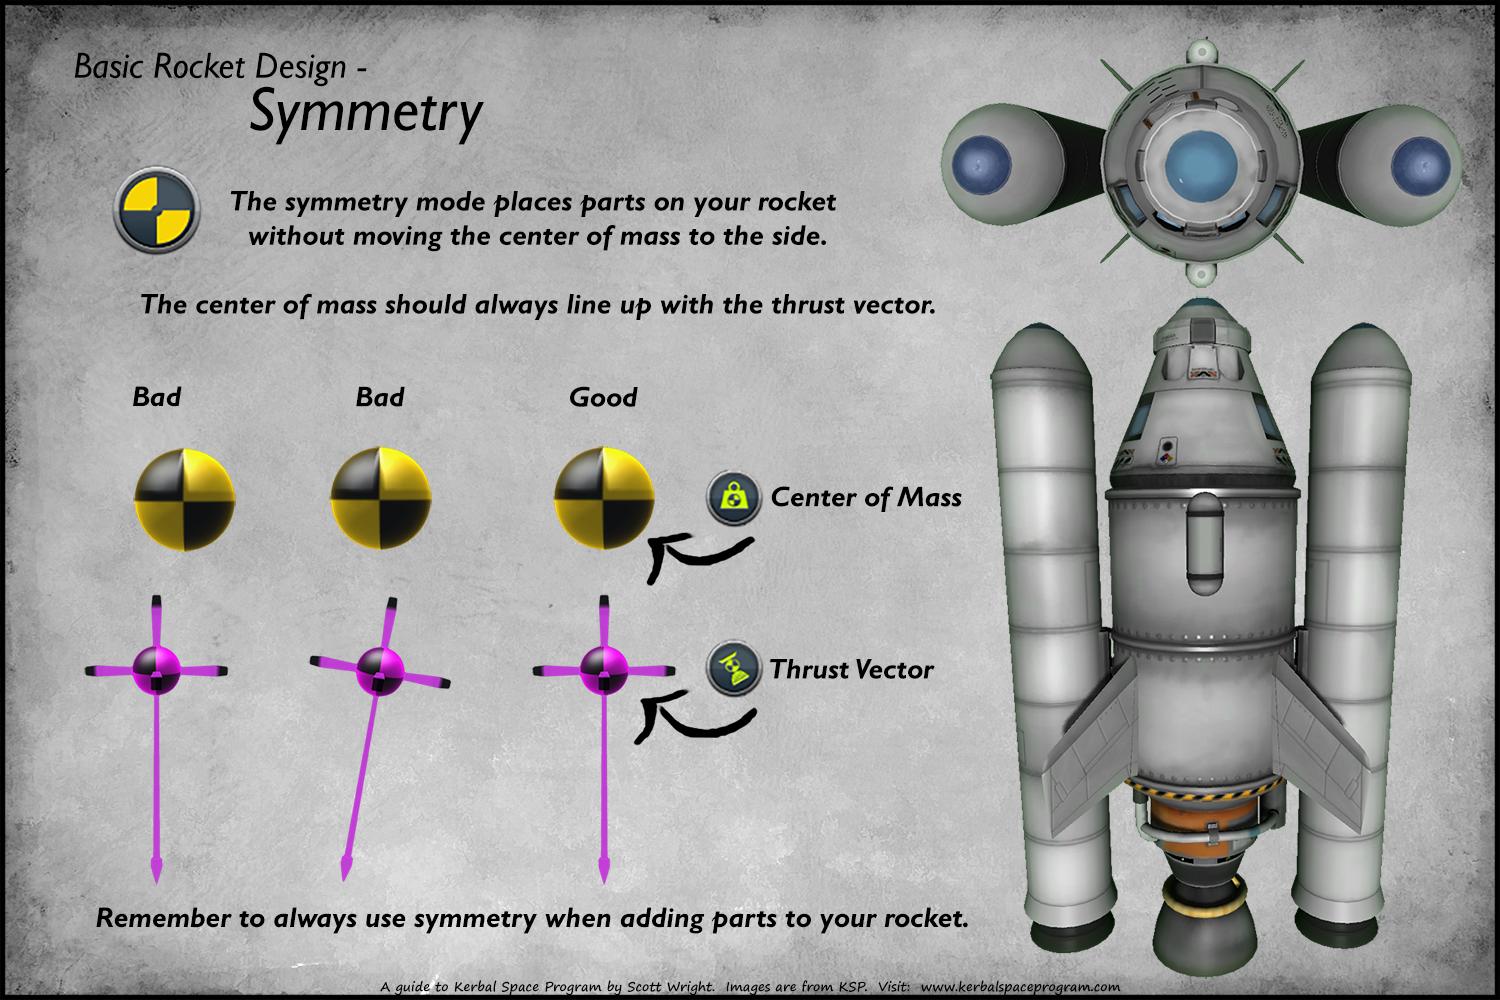 Basic Rocket Design -
Symmetry
The symmetry mode places parts on your rocket
without moving the center of mass to the side.
The center of mass should always line up with the thrust vector.
Bad
Bad
Good
Center of Mass
Thrust Vector
Remember to always use symmetry when adding parts to your rocket.
A guide to Kerbal Space Program by Scott Wright. Images are from KSP. Visit: www.kerbalspaceprogram.com